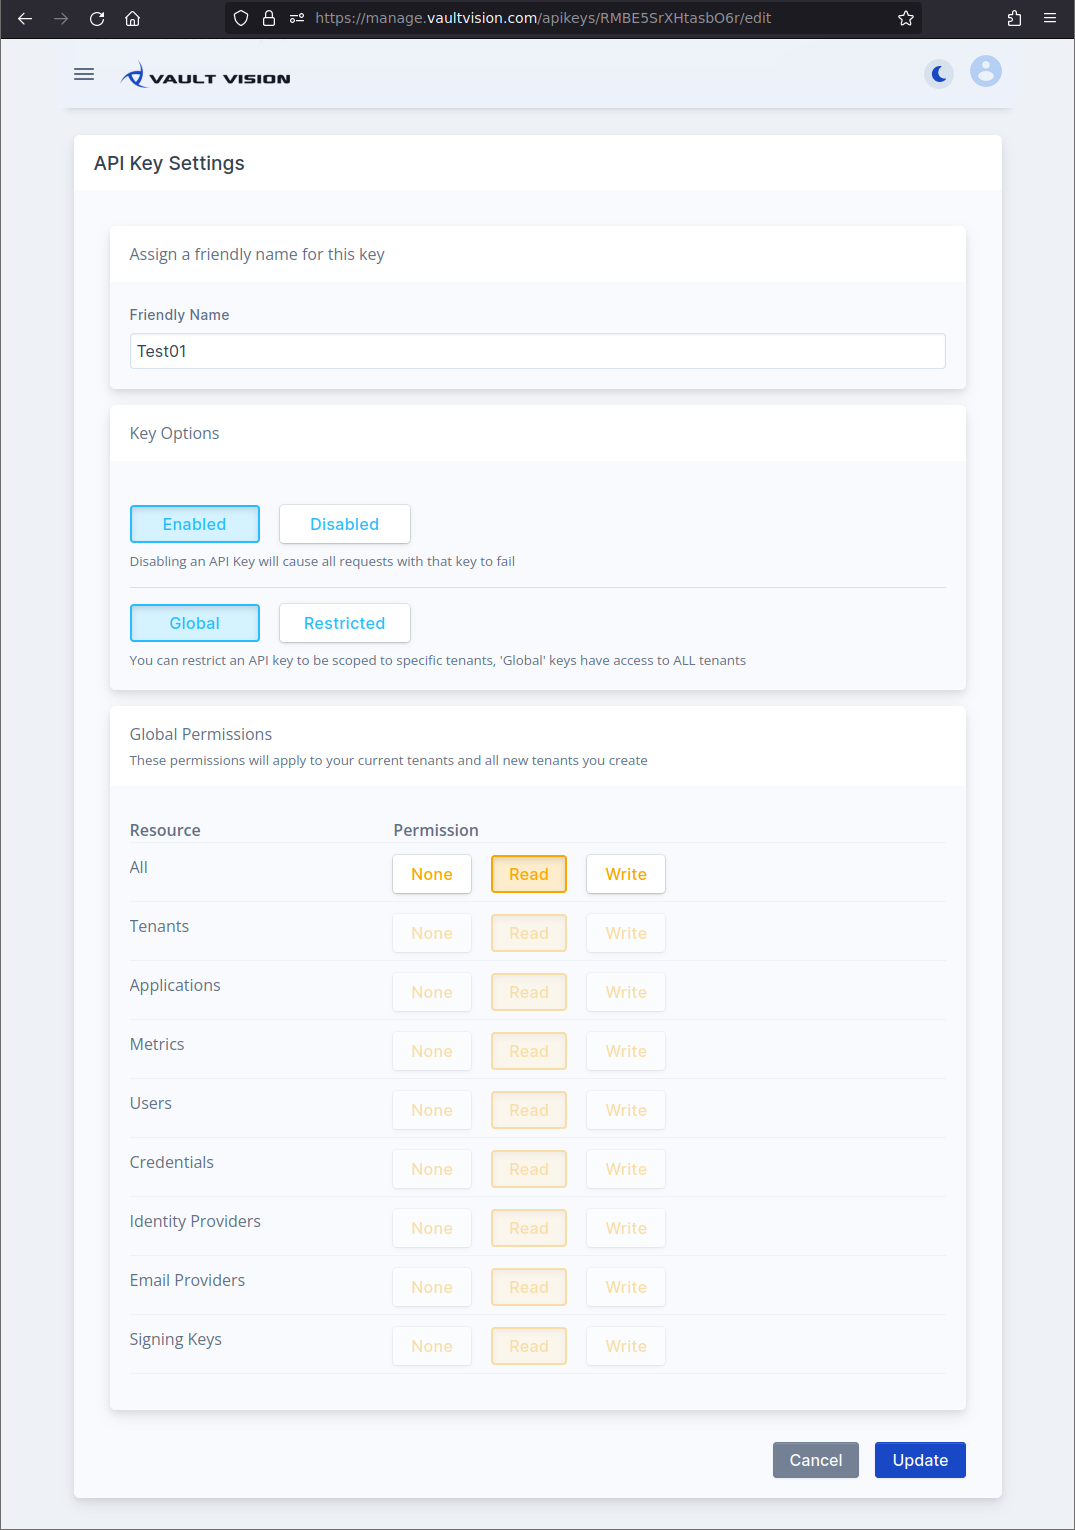 https://manage.vaultvision.com/apikeys/RMBE5SrXHtasbO6r/edit
VAULT VISION
API Key Settings
Assign a friendly name for this key
Friendly Name
Test01
Key Options
Enabled Disabled
Disabling an API Key will cause all requests with that key to fail
Global Restricted
You can restrict an API key to be scoped to specific tenants, 'Global' keys have access to ALL tenants
Global Permissions
These permissions will apply to your current tenants and all new tenants you create
Resource Permission
All None Read Write
Tenants None Read Write
Applications None Read Write
Metrics None Read Write
Users None Read Write
Credentials None Read Write
Identity Providers None Read Write
Email Providers None Read Write
Signing Keys None Read Write
Cancel Update